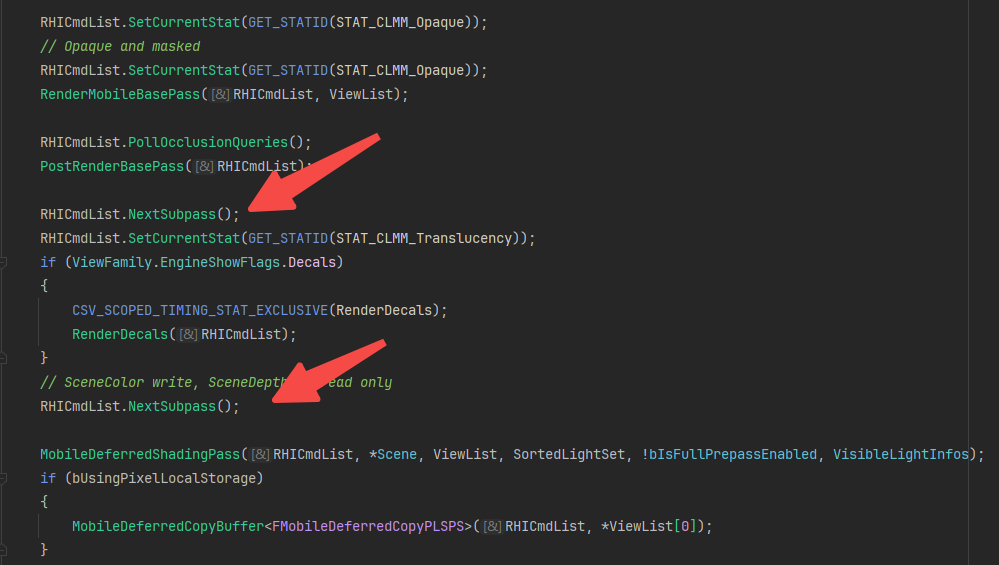 RHICmdList.SetCurrentStat(GET_STATID(STAT_CLMM_Opaque));
// Opaque and masked
RHICmdList.SetCurrentStat(GET_STATID(STAT_CLMM_Opaque));
RenderMobileBasePass([&]RHICmdList, ViewList);
RHICmdList.PollOcclusionQueries();
PostRenderBasePass([&]RHICmdList);
RHICmdList.NextSubpass();
RHICmdList.SetCurrentStat(GET_STATID(STAT_CLMM_Translucency));
if (ViewFamily.EngineShowFlags.Decals)
{
CSV_SCOPED_TIMING_STAT_EXCLUSIVE(RenderDecals);
RenderDecals([&]RHICmdList);
}
// SceneColor write, SceneDepth read only
RHICmdList.NextSubpass();
MobileDeferredShadingPass([&]RHICmdList, *Scene, ViewList, SortedLightSet, !bIsFullPrepassEnabled, VisibleLightInfos);
if (bUsingPixelLocalStorage)
{
MobileDeferredCopyBuffer<FMobileDeferredCopyPLSPS>([&]RHICmdList, *ViewList[0]);
}